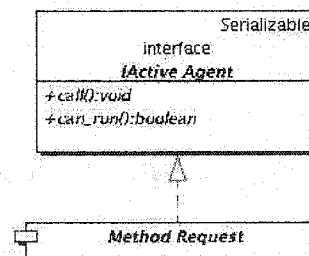 Serializable
interface
IActive Agent
+call():void
+can_run():boolean
Method Request